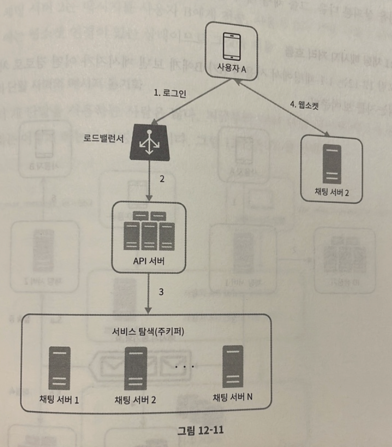 사용자 A
1. 로그인
4. 웹소켓
로드밸런서
채팅 서버 2
2
API 서버
3
서비스 탐색(주키퍼)
...
채팅 서버 1
채팅 서버 2
채팅 서버 N
그림 12-11